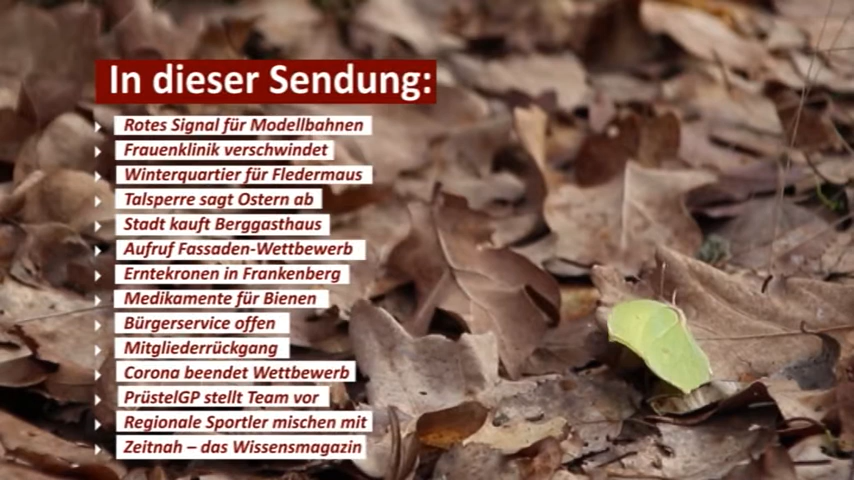 In dieser Sendung:
Rotes Signal für Modellbahnen
Frauenklinik verschwindet
Winterquartier für Fledermaus
Talsperre sagt Ostern ab
Stadt kauft Berggasthaus
Aufruf Fassaden-Wettbewerb
Erntekronen in Frankenberg
Medikamente für Bienen
Bürgerservice offen
Mitgliederrückgang
Corona beendet Wettbewerb
PrüstelGP stellt Team vor
Regionale Sportler mischen mit
Zeitnah – das Wissensmagazin